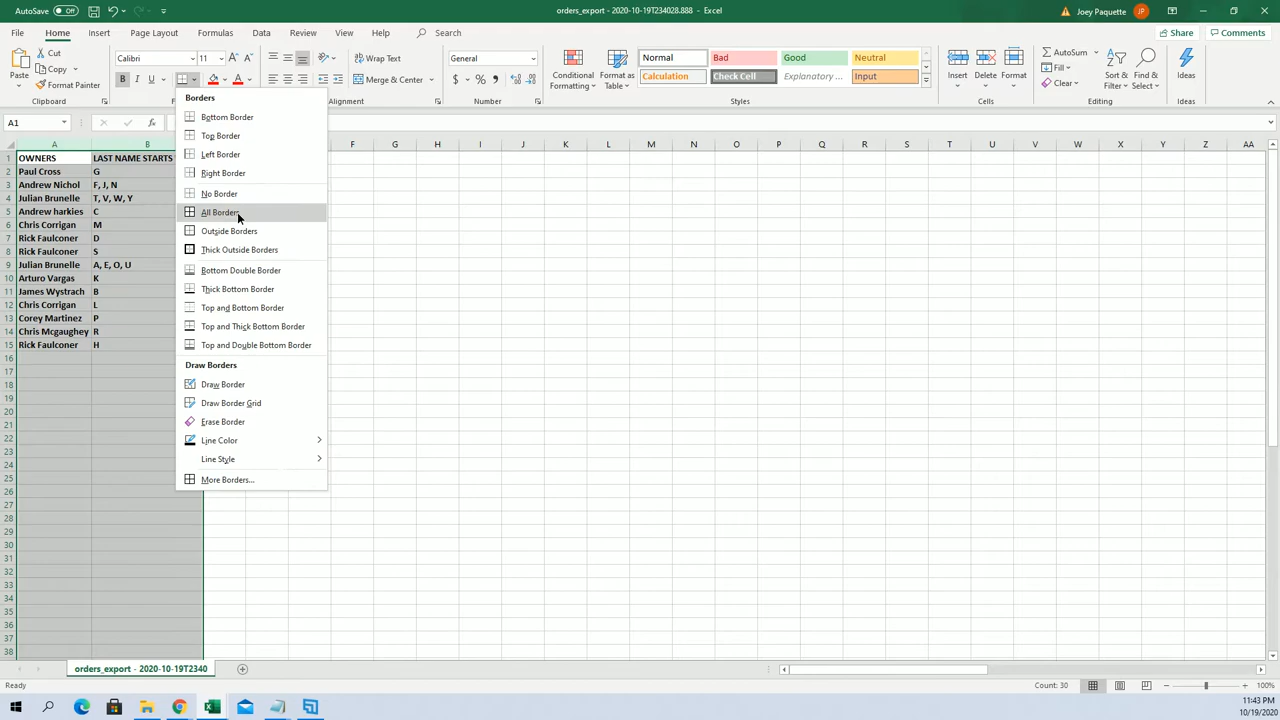 AutoSave Off orders_export - 2020-10-19T234028.888 - Excel Joey Paquette JP
File Home Insert Page Layout Formulas Data Review View Help Search Share Comments
Paste Cut Copy Format Painter Clipboard
Calibri 11 B I U
Wrap Text Merge & Center Alignment
General $ % Number
Conditional Formatting Format as Table
Normal Bad Good Neutral
Calculation Check Cell Explanatory ... Input
Styles
Insert Delete Format Cells
AutoSum Fill Clear Sort & Filter Find & Select Editing
Ideas Ideas
A1 fx
A B F G H I J K L M N O P Q R S T U V W X Y Z AA
1 OWNERS LAST NAME STARTS
2 Paul Cross G
3 Andrew Nichol F, J, N
4 Julian Brunelle T, V, W, Y
5 Andrew harkies C
6 Chris Corrigan M
7 Rick Faulconer D
8 Rick Faulconer S
9 Julian Brunelle A, E, O, U
10 Arturo Vargas K
11 James Wystrach B
12 Chris Corrigan L
13 Corey Martinez P
14 Chris Mcgaughey R
15 Rick Faulconer H
16
17
18
19
20
21
22
23
24
25
26
27
28
29
30
31
32
33
34
35
36
37
38
Borders
Bottom Border
Top Border
Left Border
Right Border
No Border
All Borders
Outside Borders
Thick Outside Borders
Bottom Double Border
Thick Bottom Border
Top and Bottom Border
Top and Thick Bottom Border
Top and Double Bottom Border
Draw Borders
Draw Border
Draw Border Grid
Erase Border
Line Color
Line Style
More Borders...
orders_export - 2020-10-19T2340
Ready Count: 30 100%
11:43 PM
10/19/2020